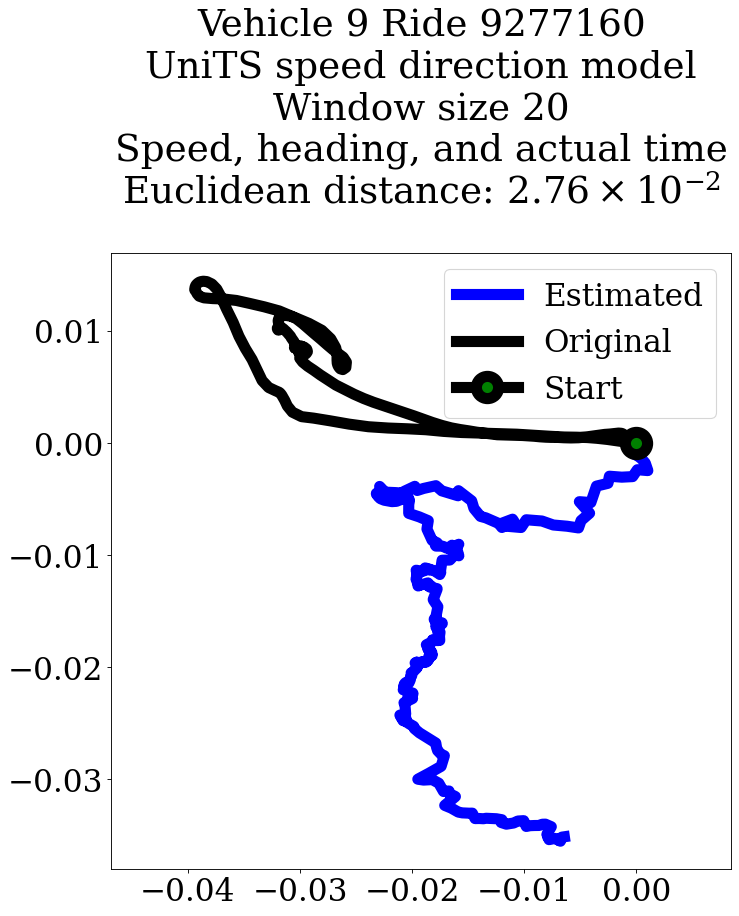 Vehicle 9 Ride 9277160
UniTS speed direction model
Window size 20
Speed, heading, and actual time
Euclidean distance: 2.76 × 10⁻²
Estimated
Original
Start
0.01
0.00
−0.01
−0.02
−0.03
−0.04 −0.03 −0.02 −0.01 0.00